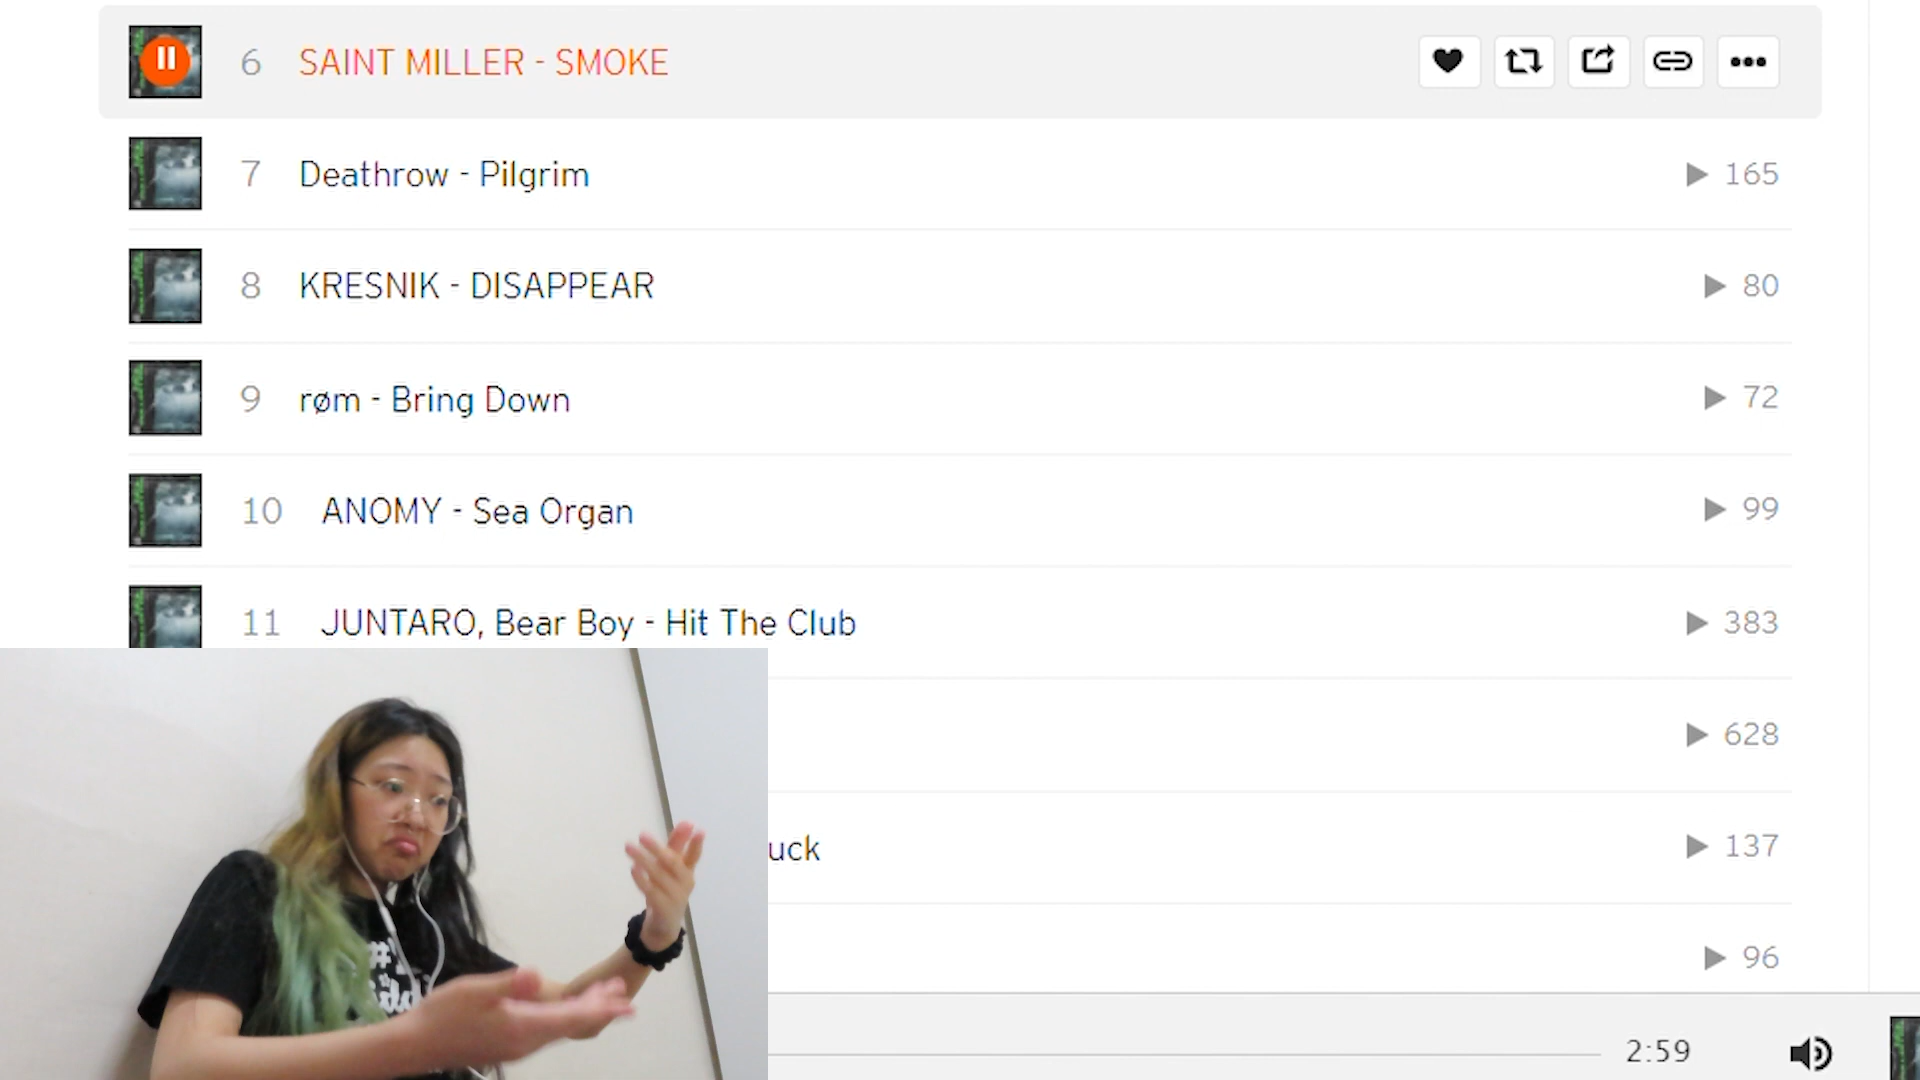 6 SAINT MILLER - SMOKE
7 Deathrow - Pilgrim 165
8 KRESNIK - DISAPPEAR 80
9 røm - Bring Down 72
10 ANOMY - Sea Organ 99
11 JUNTARO, Bear Boy - Hit The Club 383
628
uck 137
96
2:59